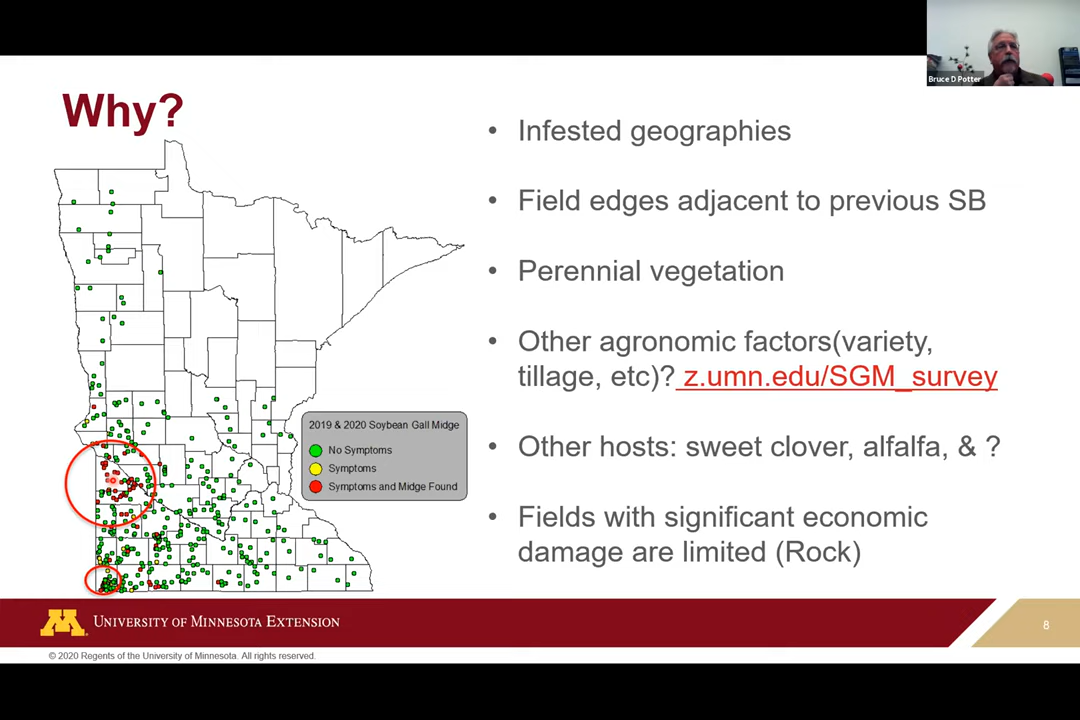 Bruce D Potter
Why?
• Infested geographies
• Field edges adjacent to previous SB
• Perennial vegetation
• Other agronomic factors(variety,
tillage, etc)? z.umn.edu/SGM_survey
• Other hosts: sweet clover, alfalfa, & ?
• Fields with significant economic
damage are limited (Rock)
2019 & 2020 Soybean Gall Midge
No Symptoms
Symptoms
Symptoms and Midge Found
M
UNIVERSITY OF MINNESOTA EXTENSION
8
© 2020 Regents of the University of Minnesota. All rights reserved.